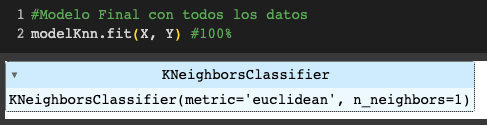 1 #Modelo Final con todos los datos
2 modelKnn.fit(X, Y) #100%
▾ KNeighborsClassifier
KNeighborsClassifier(metric='euclidean', n_neighbors=1)